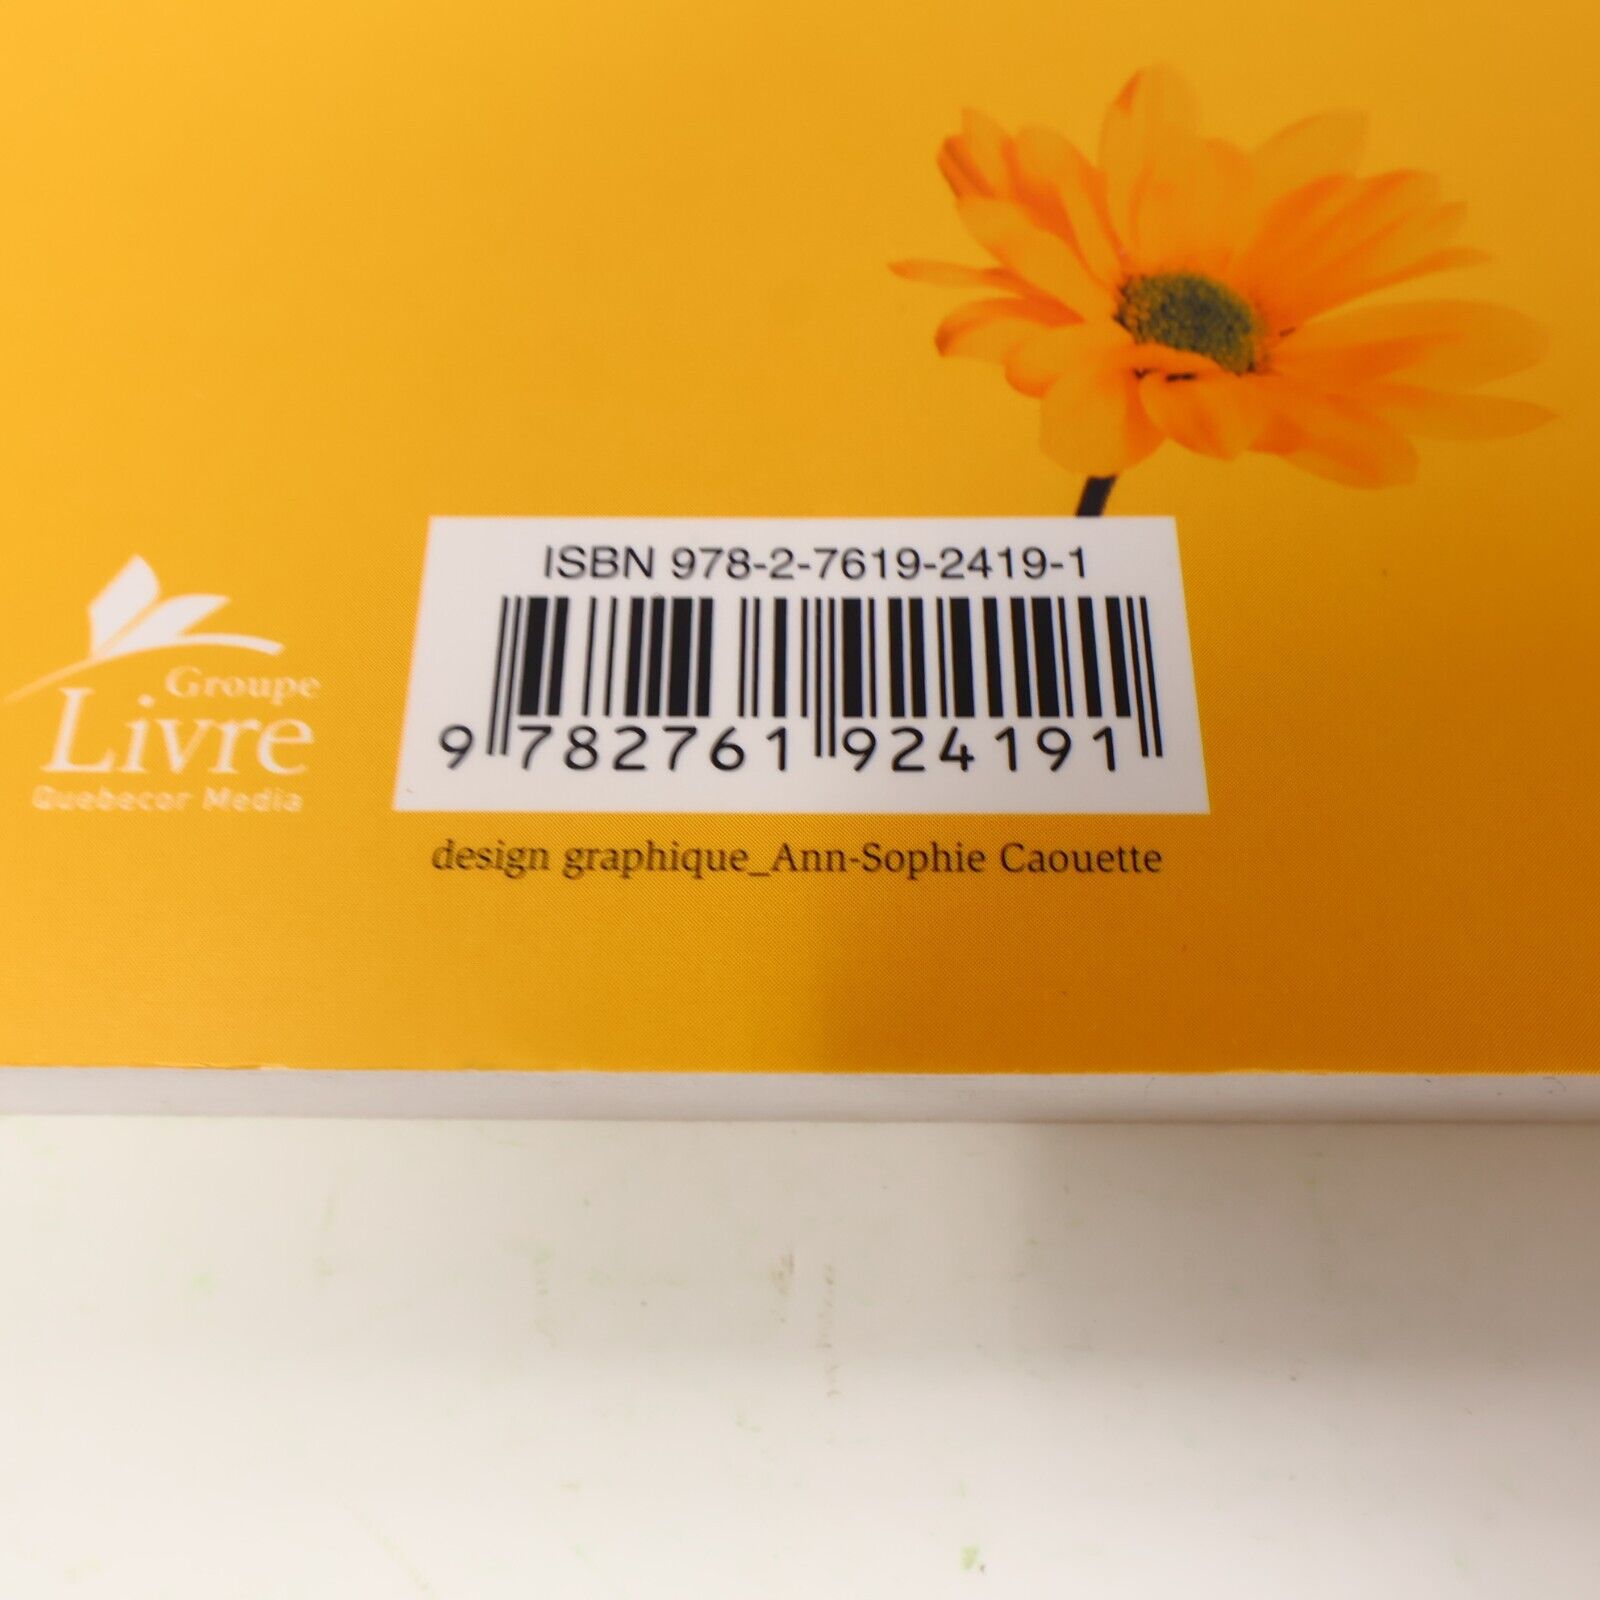 ISBN 978-2-7619-2419-1
9 782761 924191
Groupe
Livre
Quebecor Media
design graphique_Ann-Sophie Caouette